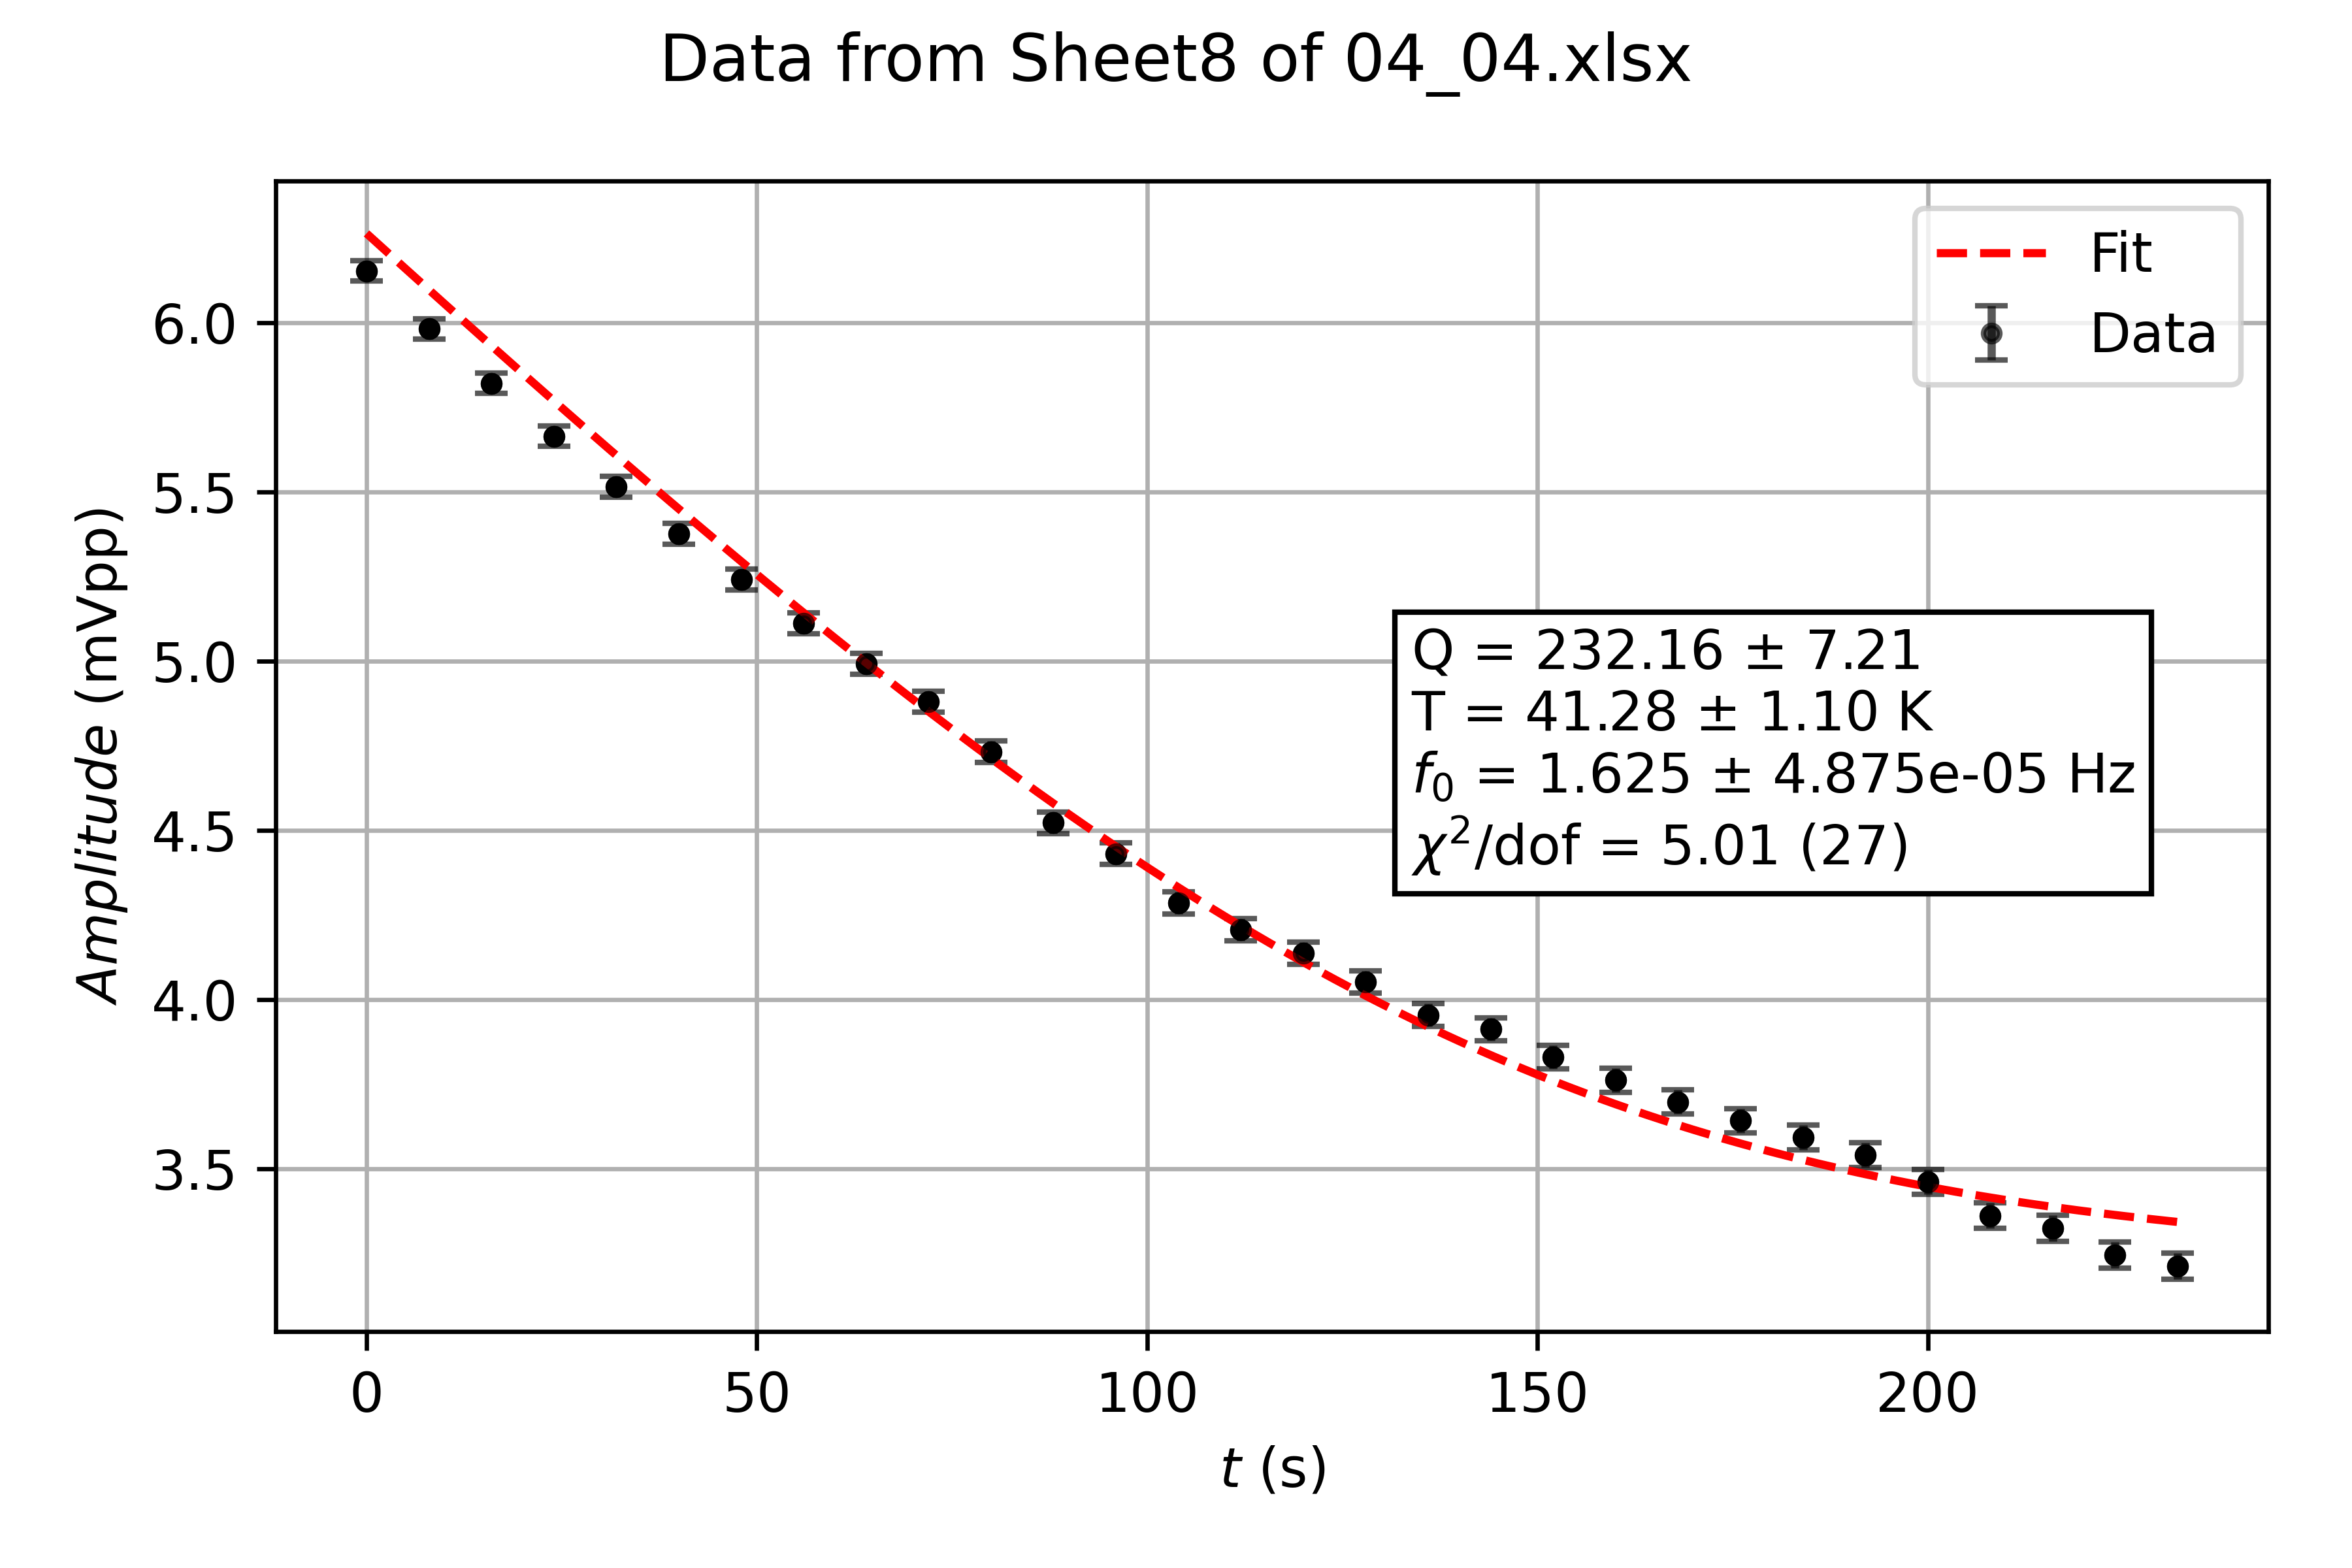 Data from Sheet8 of 04_04.xlsx
Fit
Data
Q = 232.16 ± 7.21
T = 41.28 ± 1.10 K
f₀ = 1.625 ± 4.875e-05 Hz
χ²/dof = 5.01 (27)
Amplitude (mVpp)
6.0
5.5
5.0
4.5
4.0
3.5
0 50 100 150 200
t (s)